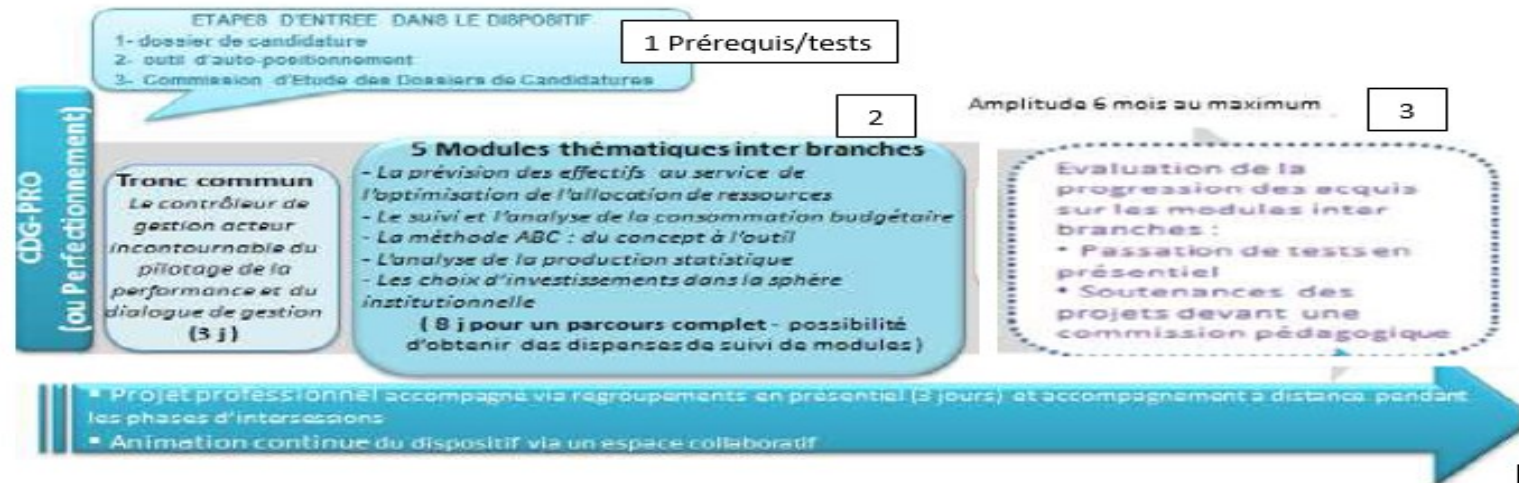 ETAPES D'ENTREE DANS LE DISPOSITIF
1- dossier de candidature
2- outil d'auto-positionnement
3- Commission d'Etude des Dossiers de Candidatures
1 Prérequis/tests
CDG-PRO
(ou Perfectionnement)
Tronc commun
Le contrôleur de
gestion acteur
incontournable du
pilotage de la
performance et du
dialogue de gestion
(3 j)
2
5 Modules thématiques inter branches
- La prévision des effectifs au service de
l'optimisation de l'allocation de ressources
- Le suivi et l'analyse de la consommation budgétaire
- La méthode ABC : du concept à l'outil
- L'analyse de la production statistique
- Les choix d'investissements dans la sphère
institutionnelle
( 8 j pour un parcours complet - possibilité
d'obtenir des dispenses de suivi de modules)
Amplitude 6 mois au maximum
3
Evaluation de la
progression des acquis
sur les modules inter
branches :
• Passation de tests en
présentiel
• Soutenances des
projets devant une
commission pédagogique
▪ Projet professionnel accompagné via regroupements en présentiel (3 jours) et accompagnement à distance pendant
les phases d'intersessions
▪ Animation continue du dispositif via un espace collaboratif